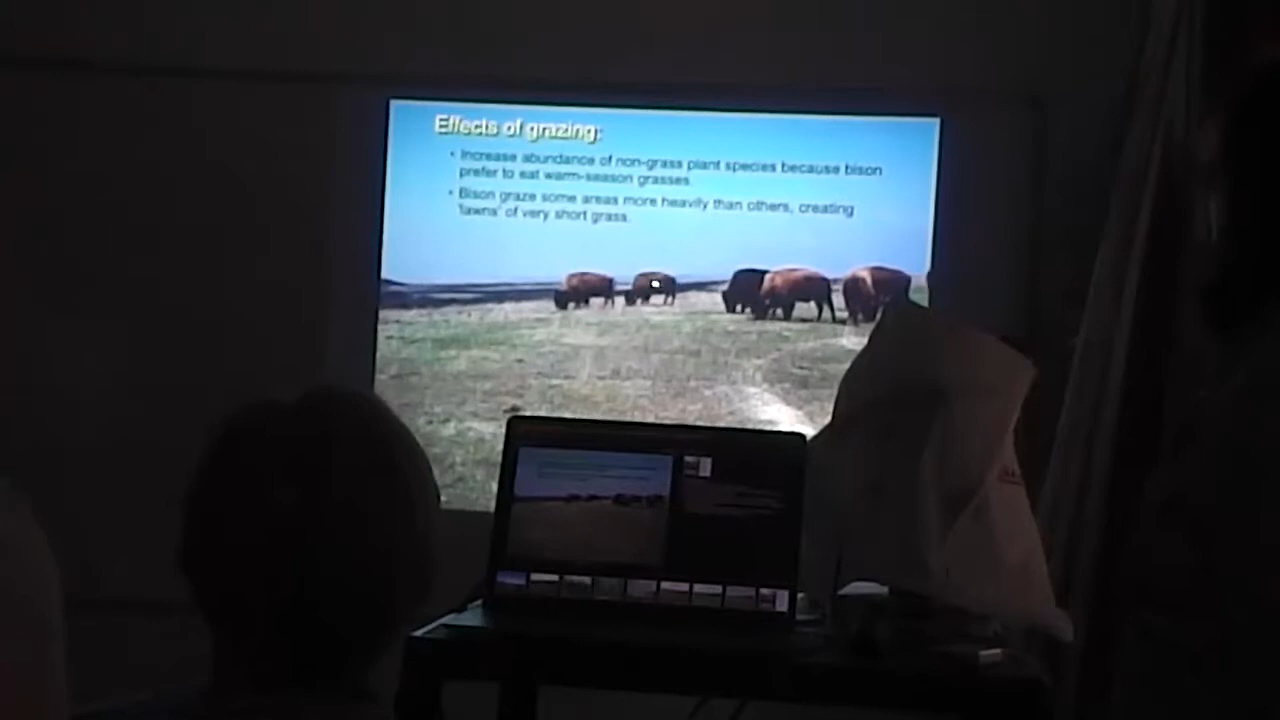 Effects of grazing:
• Increase abundance of non-grass plant species because bison
prefer to eat warm-season grasses.
• Bison graze some areas more heavily than others, creating
'lawns' of very short grass.